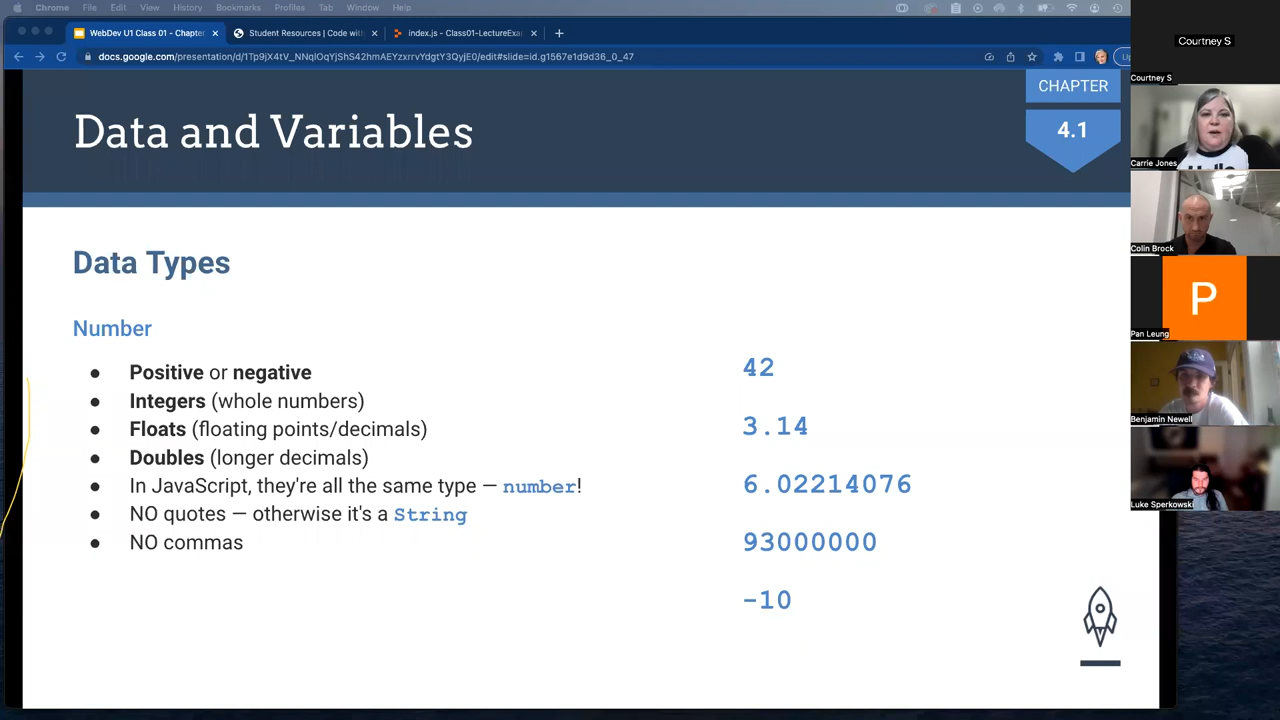 Chrome File Edit View History Bookmarks Profiles Tab Window Help
WebDev U1 Class 01 - Chapter
Student Resources | Code with
index.js - Class01-LectureExa
docs.google.com/presentation/d/1Tp9jX4tV_NNqlOqYjShS42hmAEYzxrrvYdgtY3QyjE0/edit#slide=id.g1567e1d9d36_0_47
Data and Variables
CHAPTER
4.1
Data Types
Number
● Positive or negative
● Integers (whole numbers)
● Floats (floating points/decimals)
● Doubles (longer decimals)
● In JavaScript, they're all the same type — number!
● NO quotes — otherwise it's a String
● NO commas
42
3.14
6.02214076
93000000
-10
Courtney S
Courtney S
Carrie Jones
Colin Brock
P
Pan Leung
Benjamin Newell
Luke Sperkowski